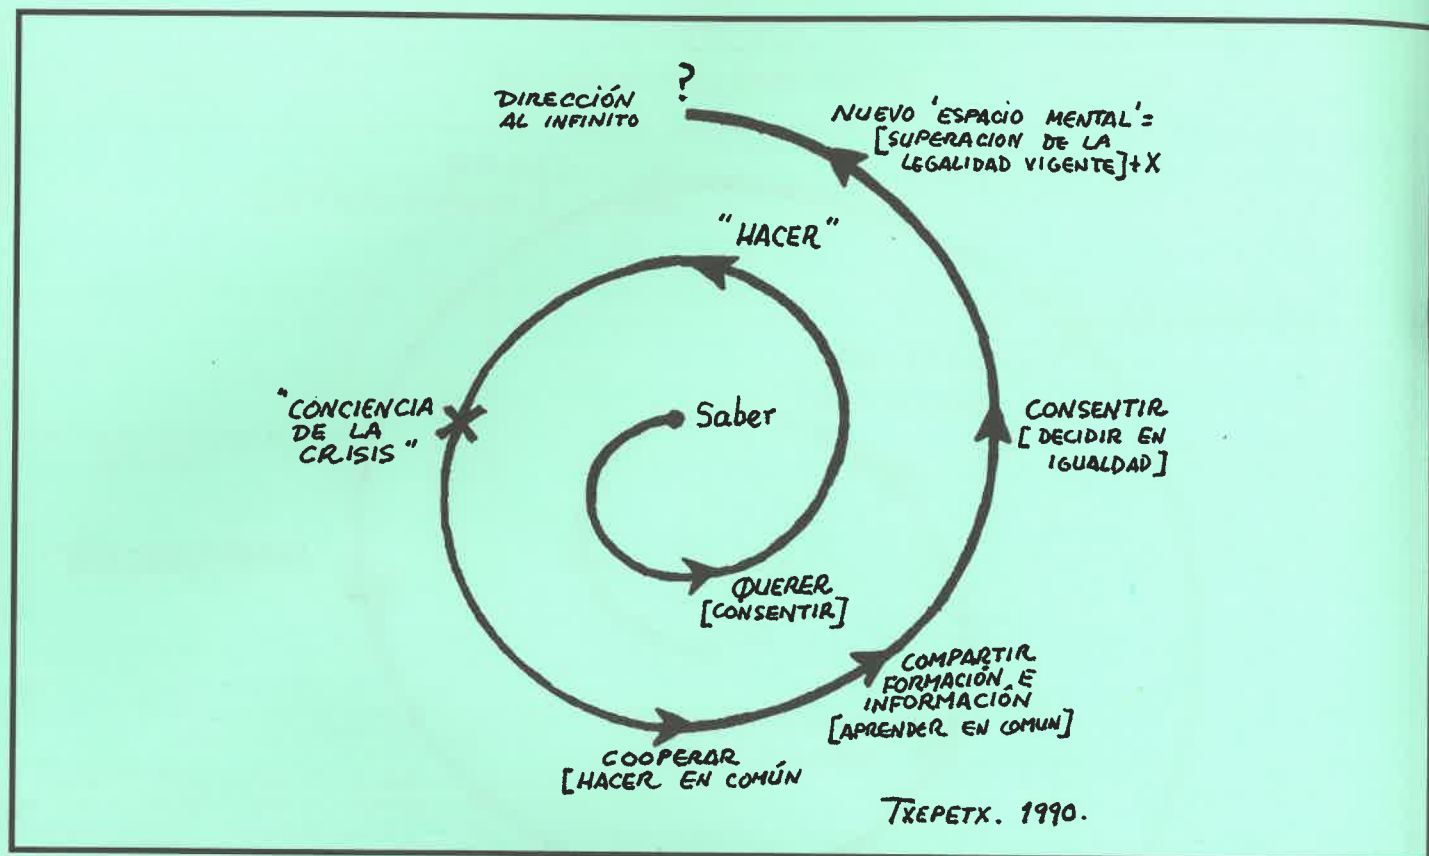 ?
DIRECCIÓN
AL INFINITO
NUEVO 'ESPACIO MENTAL'=
[SUPERACION DE LA
LEGALIDAD VIGENTE]+X
"HACER"
"CONCIENCIA
DE LA
CRISIS"
Saber
CONSENTIR
[DECIDIR EN
IGUALDAD]
QUERER
[CONSENTIR]
COMPARTIR
FORMACIÓN E
INFORMACIÓN
[APRENDER EN COMUN]
COOPERAR
[HACER EN COMÚN
TXEPETX. 1990.